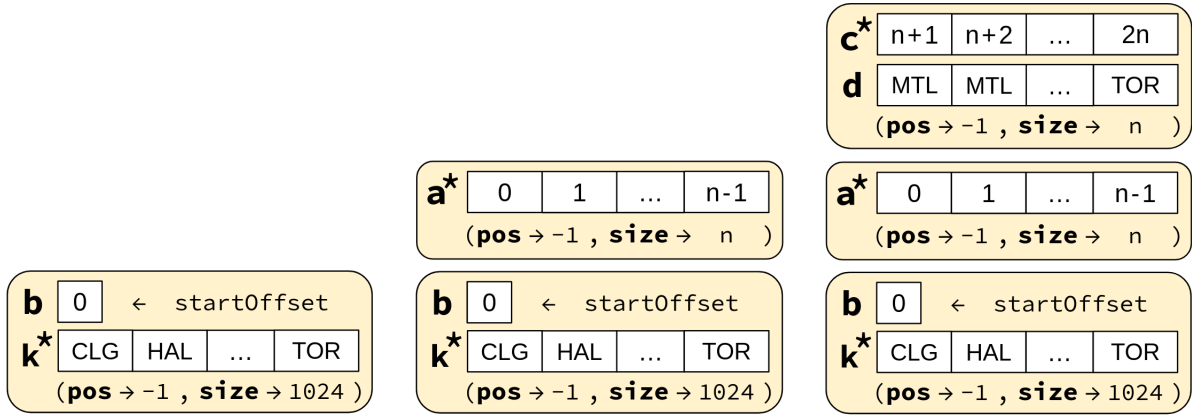 c* n+1 n+2 ... 2n
d MTL MTL ... TOR
(pos → -1 , size → n )
a* 0 1 ... n-1
(pos → -1 , size → n )
a* 0 1 ... n-1
(pos → -1 , size → n )
b 0 ← startOffset
k* CLG HAL ... TOR
(pos → -1 , size → 1024 )
b 0 ← startOffset
k* CLG HAL ... TOR
(pos → -1 , size → 1024 )
b 0 ← startOffset
k* CLG HAL ... TOR
(pos → -1 , size → 1024 )